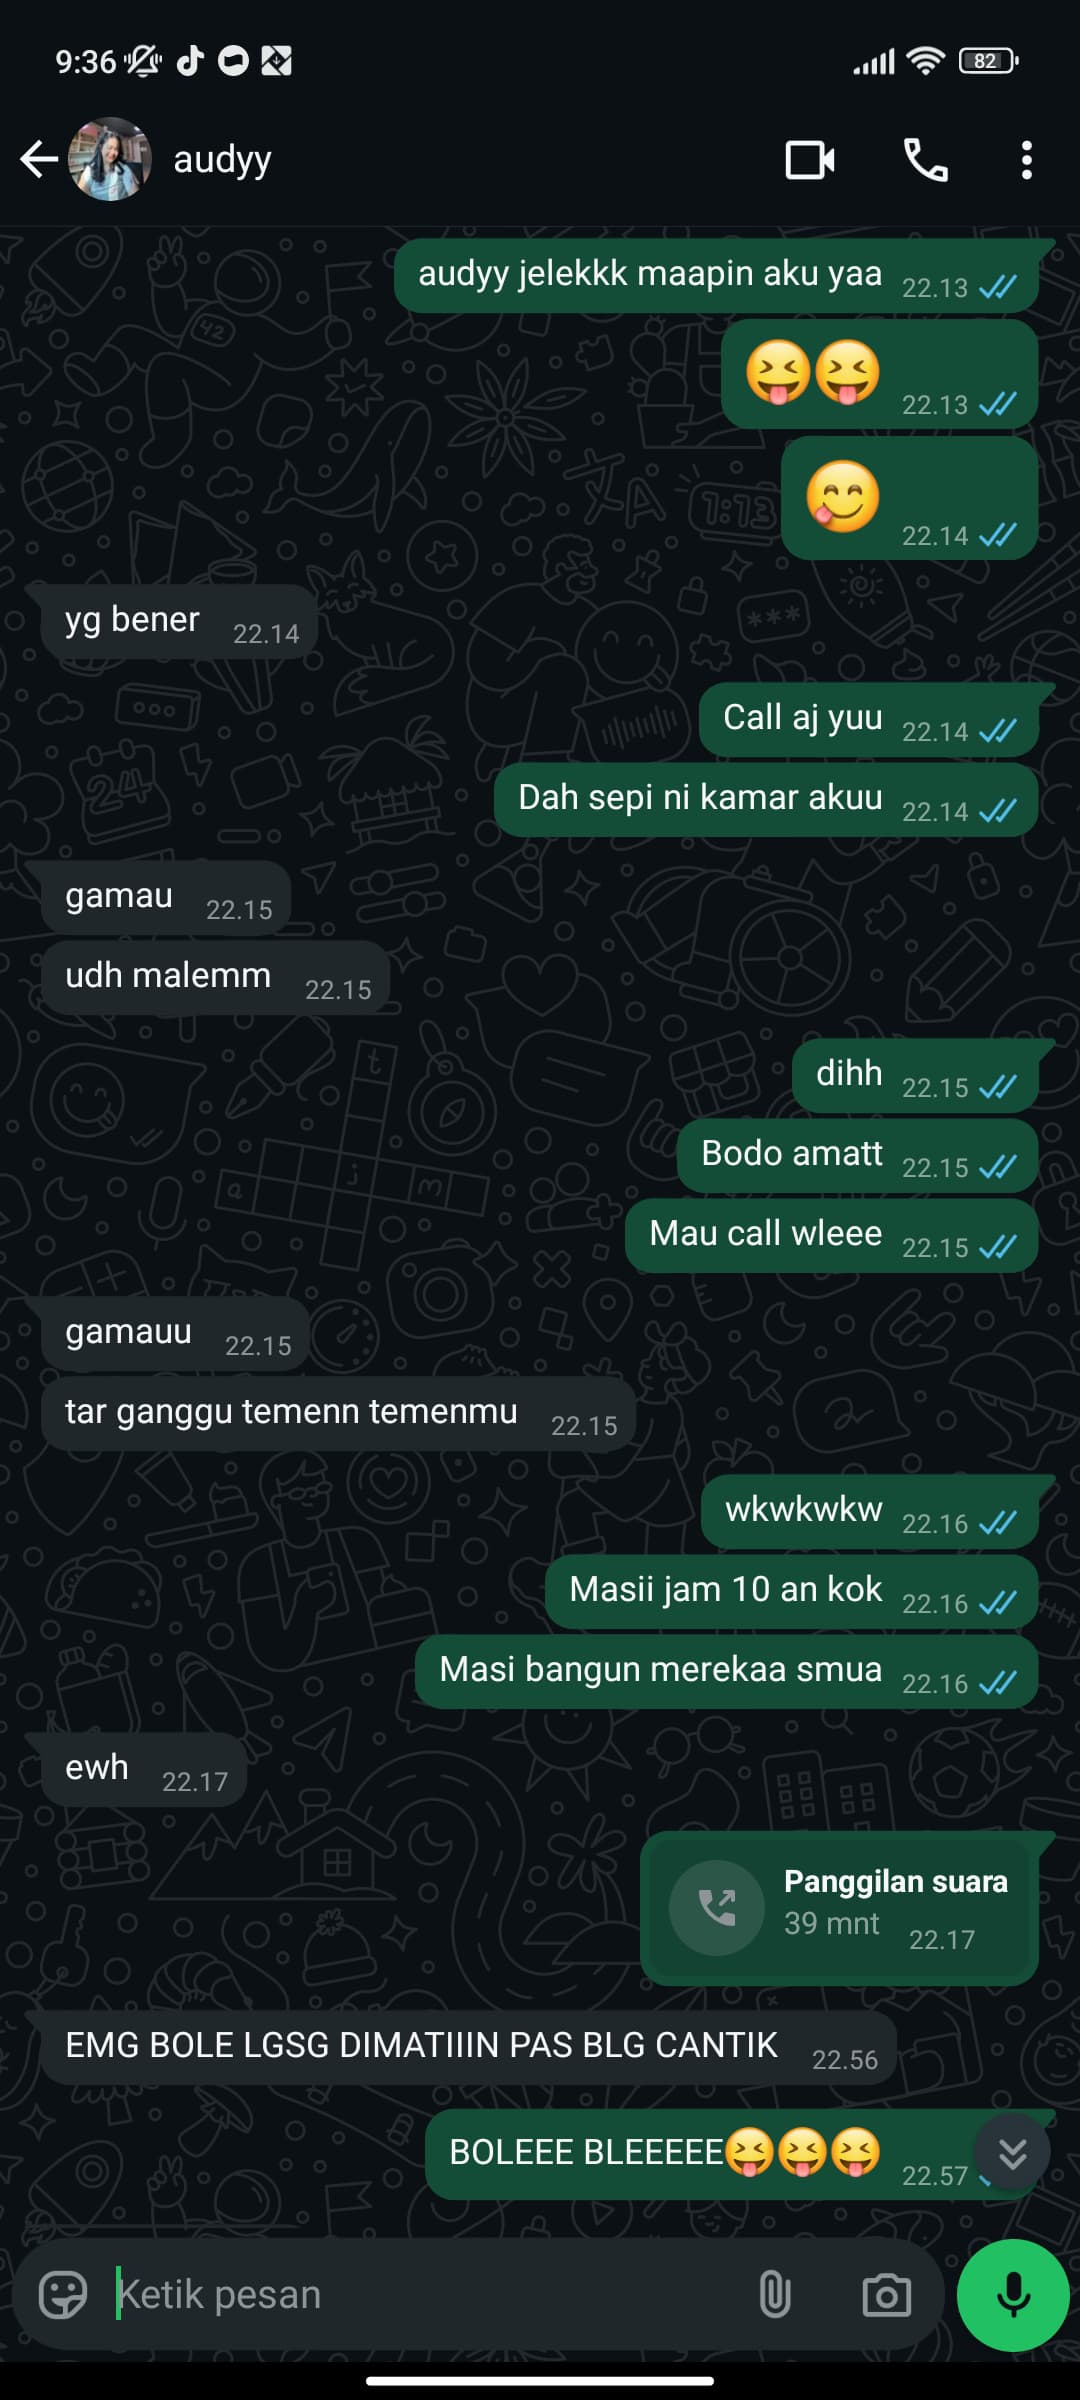 9:36
82
audyy
audyy jelekkk maapin aku yaa 22.13
😝😝 22.13
😋 22.14
yg bener 22.14
Call aj yuu 22.14
Dah sepi ni kamar akuu 22.14
gamau 22.15
udh malemm 22.15
dihh 22.15
Bodo amatt 22.15
Mau call wleee 22.15
gamauu 22.15
tar ganggu temenn temenmu 22.15
wkwkwkw 22.16
Masii jam 10 an kok 22.16
Masi bangun merekaa smua 22.16
ewh 22.17
Panggilan suara
39 mnt 22.17
EMG BOLE LGSG DIMATIIIN PAS BLG CANTIK 22.56
BOLEEE BLEEEEE😝😝😝 22.57
Ketik pesan